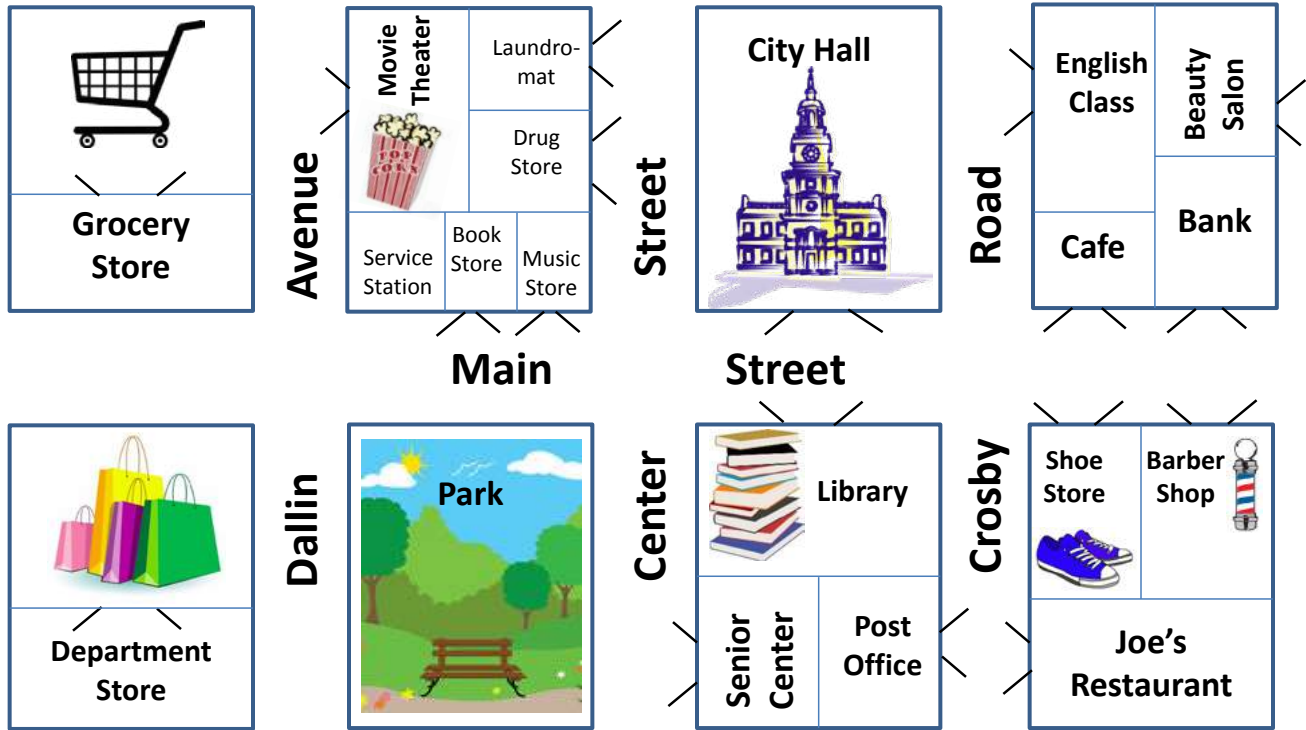 Grocery
Store
Avenue
Movie
Theater
Laundro-
mat
POP
CORN
Drug
Store
Service
Station
Book
Store
Music
Store
Street
City Hall
Road
English
Class
Beauty
Salon
Cafe
Bank
Main Street
Department
Store
Dallin
Park
Center
Library
Senior
Center
Post
Office
Crosby
Shoe
Store
Barber
Shop
Joe's
Restaurant